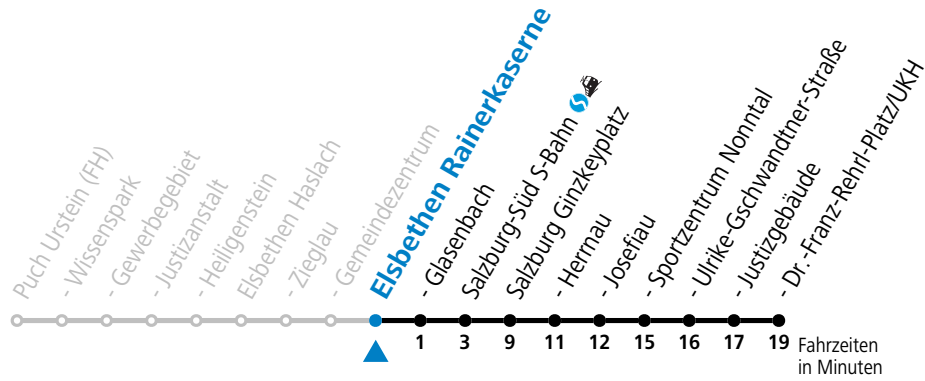 Puch Urstein (FH)
- Wissenspark
- Gewerbegebiet
- Justizanstalt
- Heiligenstein
Elsbethen Haslach
- Zieglau
- Gemeindezentrum
Elsbethen Rainerkaserne
- Glasenbach
Salzburg-Süd S-Bahn
Salzburg Ginzkeyplatz
- Herrnau
- Josefiau
- Sportzentrum Nonntal
- Ulrike-Gschwandtner-Straße
- Justizgebäude
- Dr.-Franz-Rehrl-Platz/UKH
1 3 9 11 12 15 16 17 19
Fahrzeiten
in Minuten